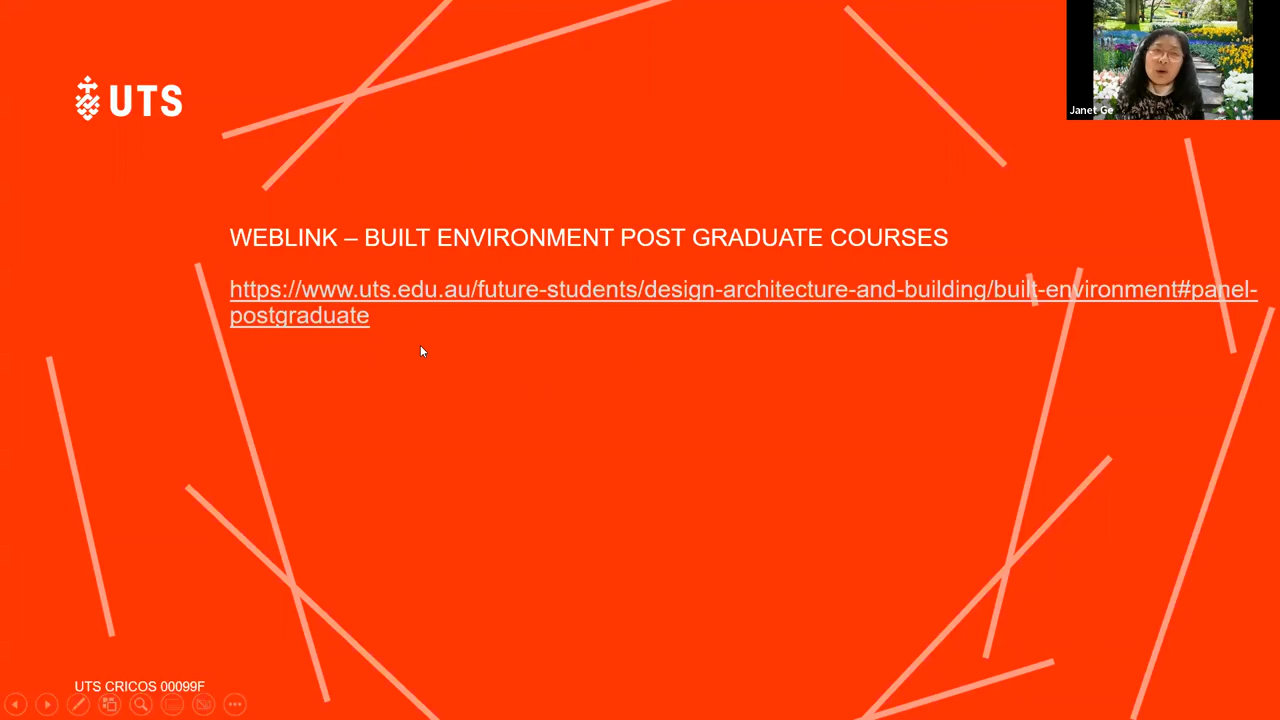 UTS
Janet Ge
WEBLINK – BUILT ENVIRONMENT POST GRADUATE COURSES
https://www.uts.edu.au/future-students/design-architecture-and-building/built-environment#panel-
postgraduate
UTS CRICOS 00099F